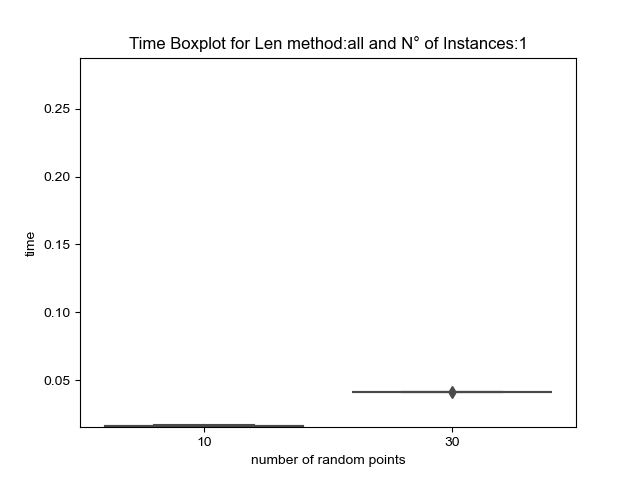 Time Boxplot for Len method:all and N° of Instances:1
0.25
0.20
0.15
0.10
0.05
time
10 30
number of random points